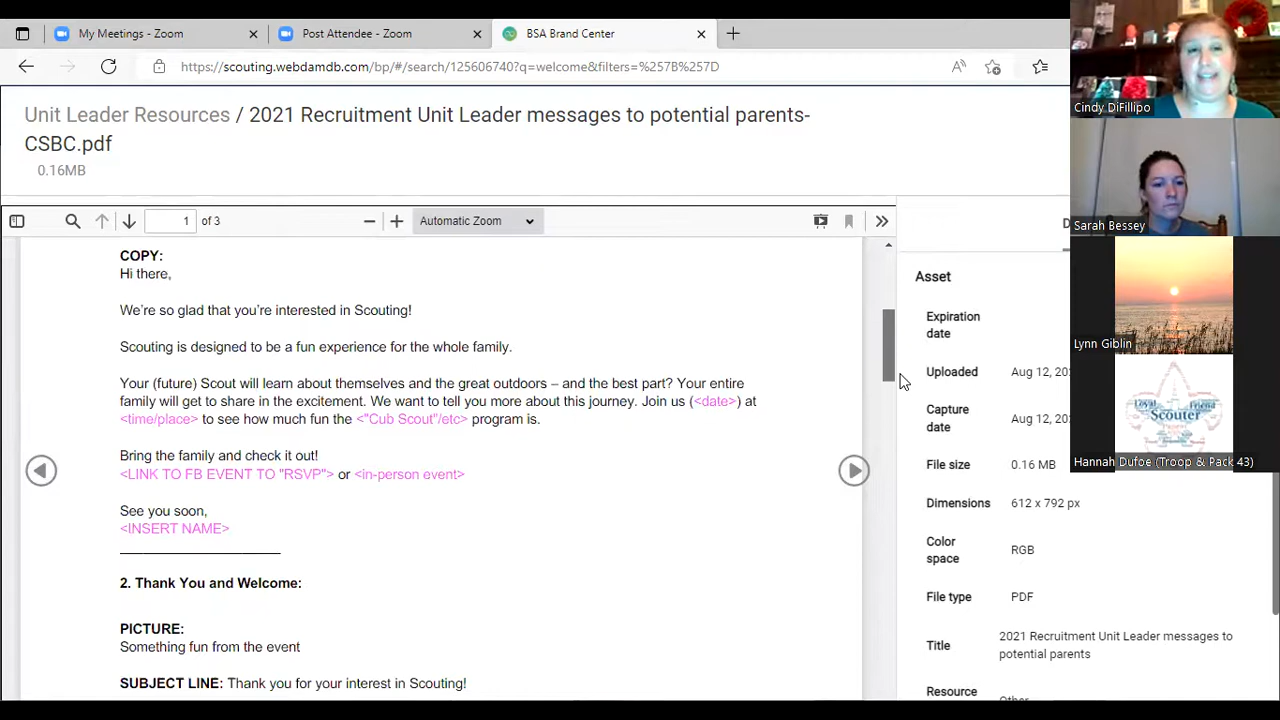 My Meetings - Zoom
Post Attendee - Zoom
BSA Brand Center
https://scouting.webdamdb.com/bp/#/search/125606740?q=welcome&filters=%257B%257D
Unit Leader Resources / 2021 Recruitment Unit Leader messages to potential parents-
CSBC.pdf
0.16MB
1 of 3
Automatic Zoom
COPY:
Hi there,
We're so glad that you're interested in Scouting!
Scouting is designed to be a fun experience for the whole family.
Your (future) Scout will learn about themselves and the great outdoors – and the best part? Your entire
family will get to share in the excitement. We want to tell you more about this journey. Join us (<date>) at
<time/place> to see how much fun the <"Cub Scout"/etc> program is.
Bring the family and check it out!
<LINK TO FB EVENT TO "RSVP"> or <in-person event>
See you soon,
<INSERT NAME>
2. Thank You and Welcome:
PICTURE:
Something fun from the event
SUBJECT LINE: Thank you for your interest in Scouting!
Asset
Expiration
date
Uploaded Aug 12, 20
Capture
date
Aug 12, 20
File size 0.16 MB
Dimensions 612 x 792 px
Color
space
RGB
File type PDF
Title
2021 Recruitment Unit Leader messages to
potential parents
Resource
Other
Cindy DiFillipo
Sarah Bessey
Lynn Giblin
Loyal
Friend
Scouter
Hannah Dufoe (Troop & Pack 43)